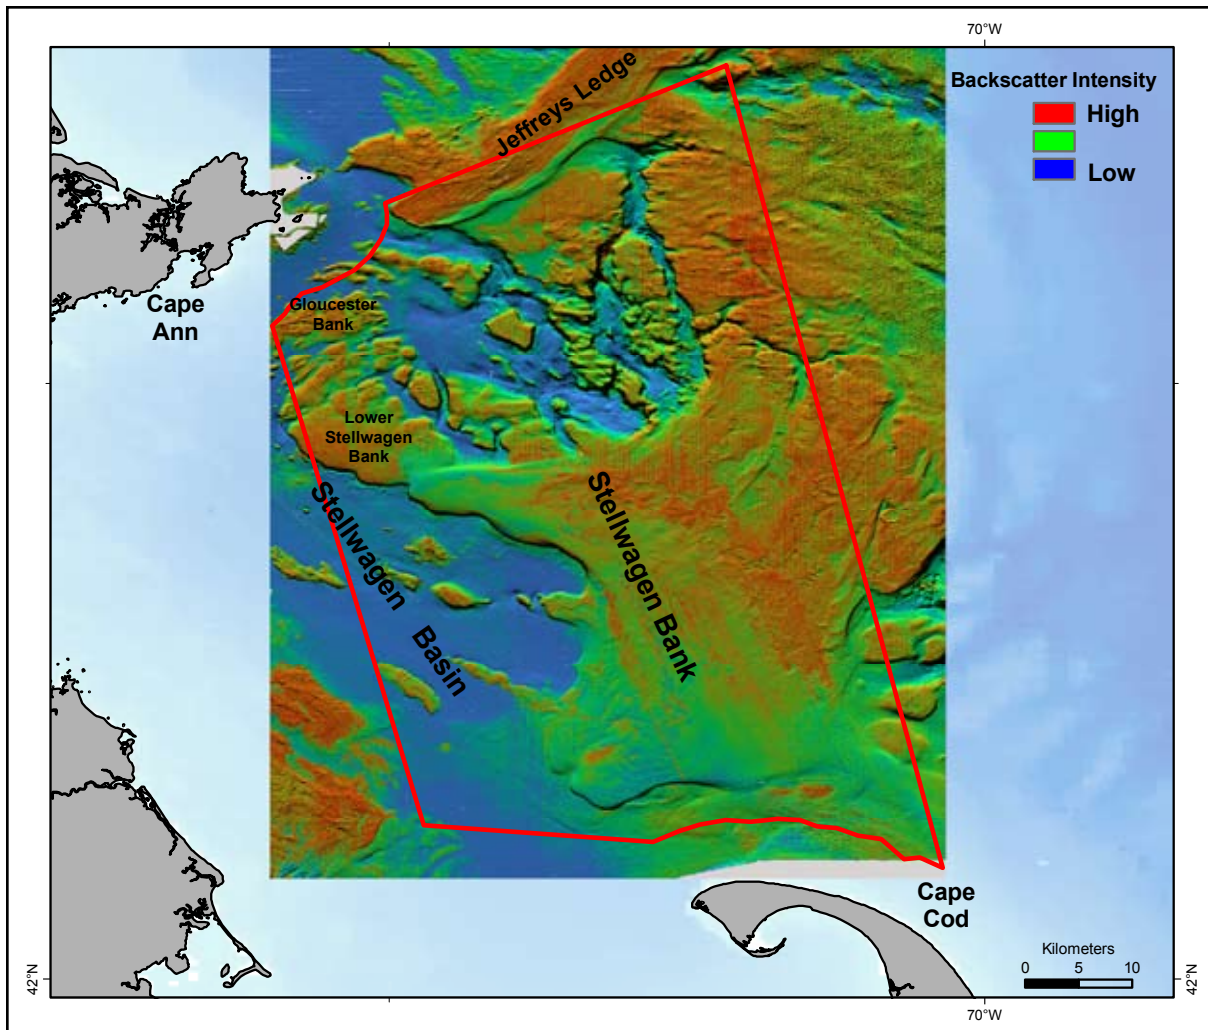 70°W
Backscatter Intensity
High
Low
Jeffreys Ledge
Cape
Ann
Gloucester
Bank
Lower
Stellwagen
Bank
Stellwagen Basin
Stellwagen Bank
Cape
Cod
Kilometers
0 5 10
42°N
42°N
70°W